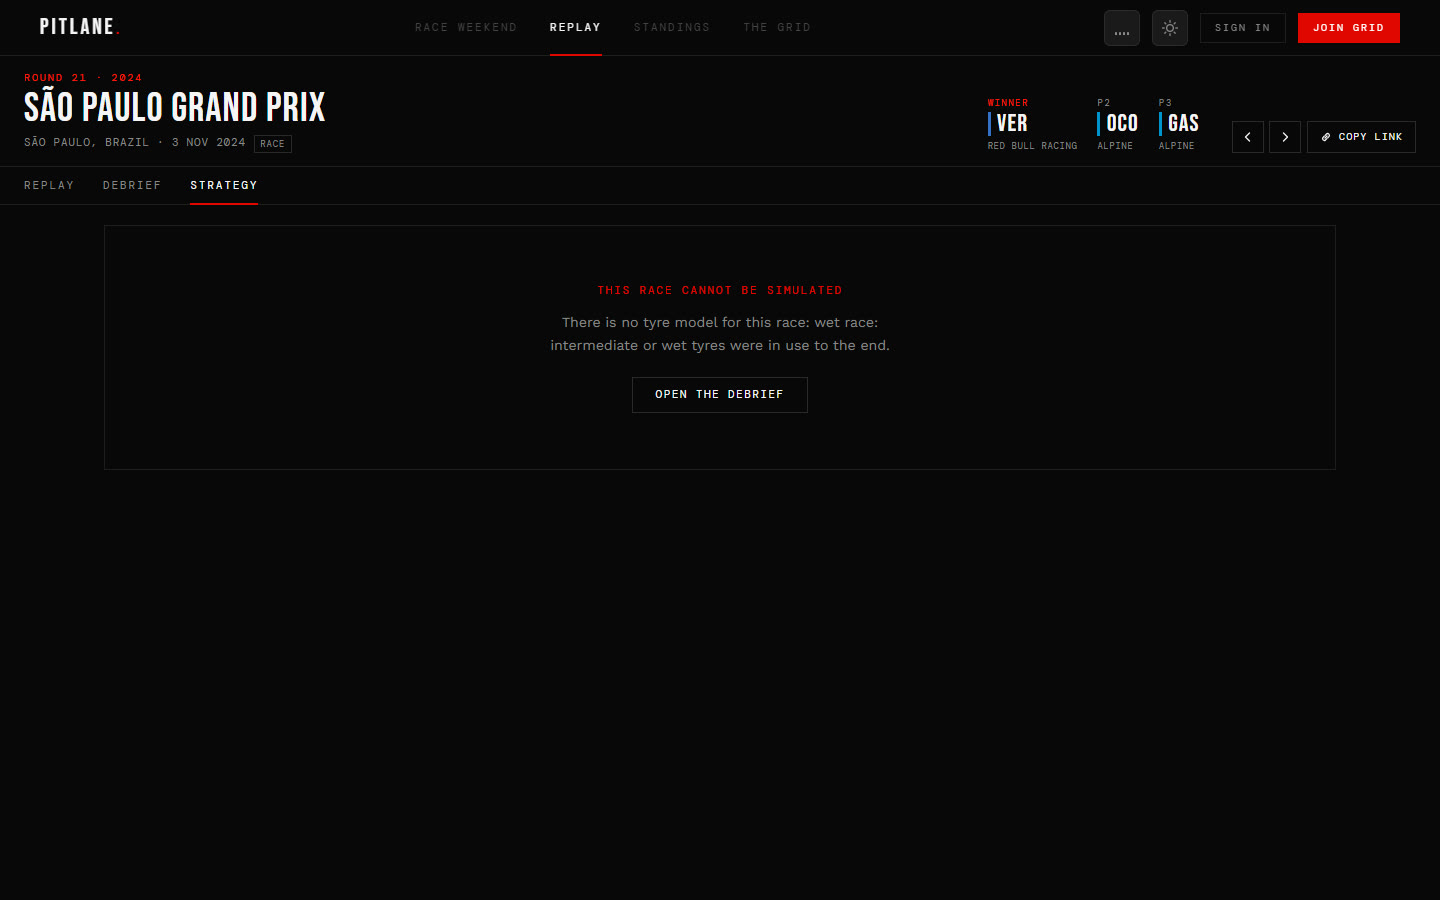 PITLANE.
RACE WEEKEND
REPLAY
STANDINGS
THE GRID
SIGN IN
JOIN GRID
ROUND 21 · 2024
SÃO PAULO GRAND PRIX
SÃO PAULO, BRAZIL · 3 NOV 2024
RACE
WINNER
VER
RED BULL RACING
P2
OCO
ALPINE
P3
GAS
ALPINE
COPY LINK
REPLAY
DEBRIEF
STRATEGY
THIS RACE CANNOT BE SIMULATED
There is no tyre model for this race: wet race:
intermediate or wet tyres were in use to the end.
OPEN THE DEBRIEF